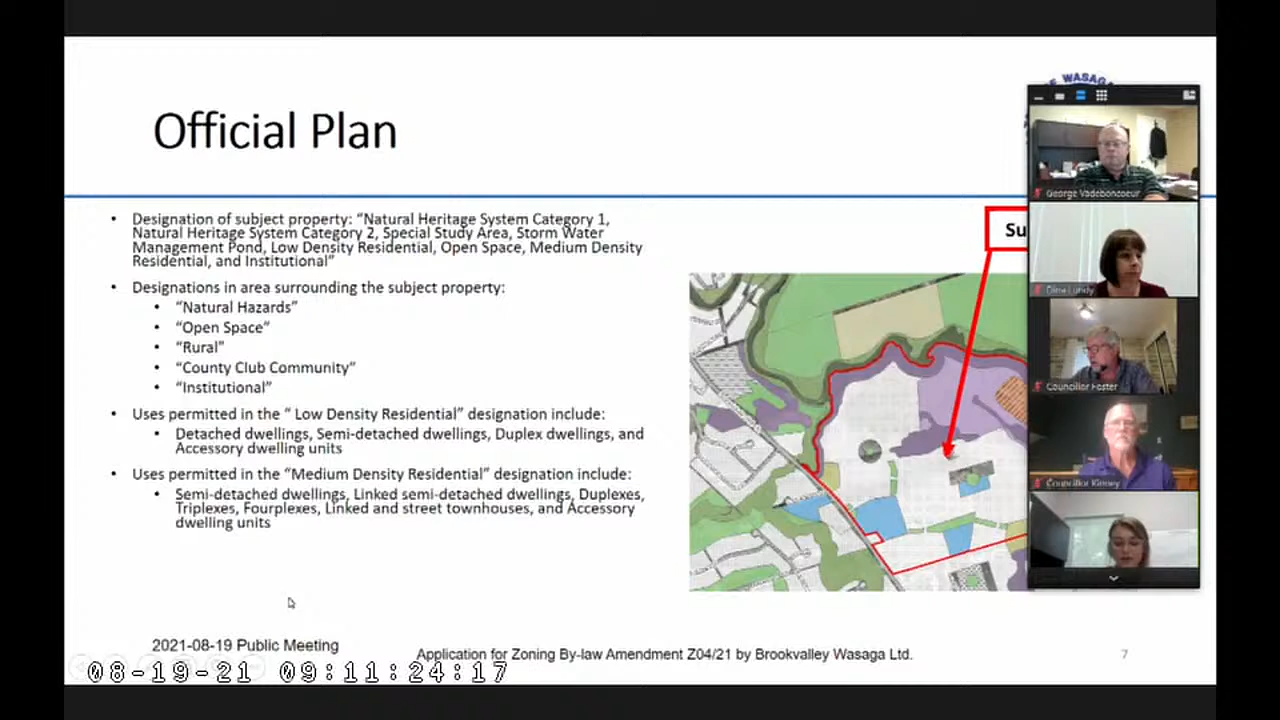 E WASAGA
Official Plan
George Vadeboncoeur
• Designation of subject property: “Natural Heritage System Category 1,
Natural Heritage System Category 2, Special Study Area, Storm Water
Management Pond, Low Density Residential, Open Space, Medium Density
Residential, and Institutional”
Su
• Designations in area surrounding the subject property:
• “Natural Hazards”
• “Open Space”
• “Rural”
• “County Club Community”
• “Institutional”
Dina Lundy
Councillor Foster
• Uses permitted in the “ Low Density Residential” designation include:
• Detached dwellings, Semi-detached dwellings, Duplex dwellings, and
Accessory dwelling units
• Uses permitted in the “Medium Density Residential” designation include:
• Semi-detached dwellings, Linked semi-detached dwellings, Duplexes,
Triplexes, Fourplexes, Linked and street townhouses, and Accessory
dwelling units
Councillor Kinney
2021-08-19 Public Meeting
Application for Zoning By-law Amendment Z04/21 by Brookvalley Wasaga Ltd.
7
08-19-21 09:11:24:17